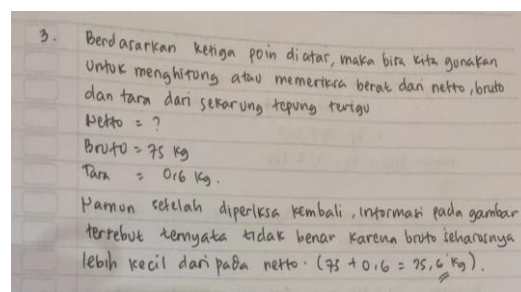 3. Berdasarkan ketiga poin diatas, maka bisa kita gunakan
untuk menghitung atau memeriksa berat dari netto, bruto
dan tara dari sekarung tepung terigu
Netto = ?
Bruto = 75 kg
Tara = 0,6 kg.
Namun setelah diperiksa kembali, informasi pada gambar
tersebut ternyata tidak benar karena bruto seharusnya
lebih kecil dari pada netto. (75 + 0,6 = 75,6 kg).